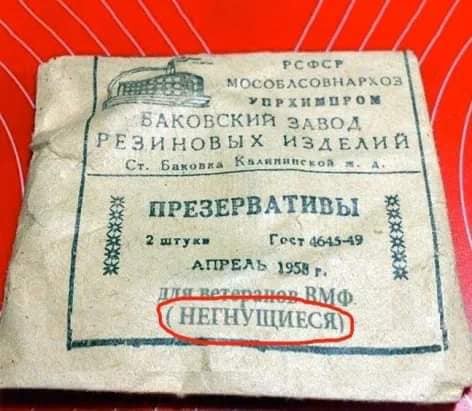 РСФСР
МОСОБЛСОВНАРХОЗ
УПРХИМПРОМ
БАКОВСКИЙ ЗАВОД
РЕЗИНОВЫХ ИЗДЕЛИЙ
Ст. Баковка Калининской ж. д.
ПРЕЗЕРВАТИВЫ
2 штуки Гост 4645-49
АПРЕЛЬ 1958 г.
для ветеранов ВМФ
(НЕГНУЩИЕСЯ)